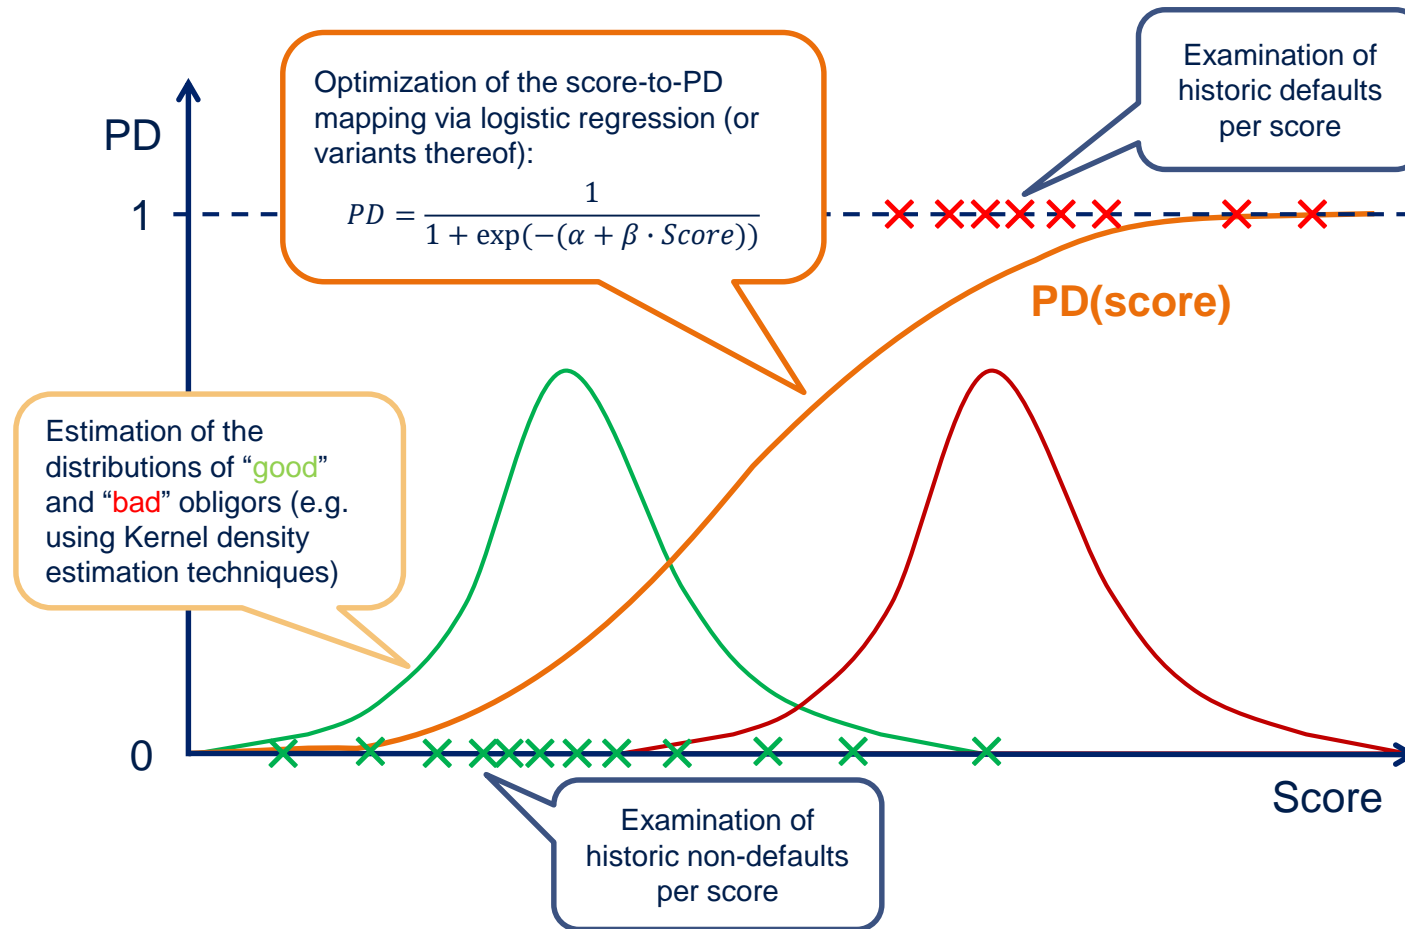 Optimization of the score-to-PD
mapping via logistic regression (or
variants thereof):
PD = 1 / (1 + exp(−(α + β · Score)))
Examination of
historic defaults
per score
PD
1
PD(score)
Estimation of the
distributions of “good”
and “bad” obligors (e.g.
using Kernel density
estimation techniques)
0
Score
Examination of
historic non-defaults
per score